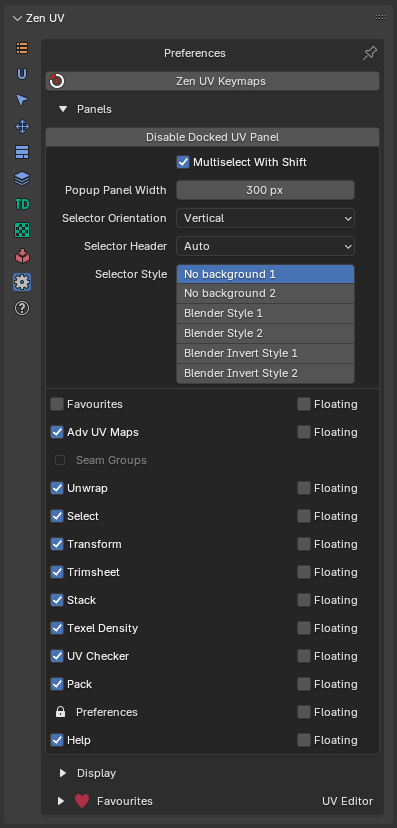 Zen UV
Preferences
Zen UV Keymaps
Panels
Disable Docked UV Panel
Multiselect With Shift
Popup Panel Width 300 px
Selector Orientation Vertical
Selector Header Auto
Selector Style No background 1
No background 2
Blender Style 1
Blender Style 2
Blender Invert Style 1
Blender Invert Style 2
Favourites Floating
Adv UV Maps Floating
Seam Groups
Unwrap Floating
Select Floating
Transform Floating
Trimsheet Floating
Stack Floating
TD
Texel Density Floating
UV Checker Floating
Pack Floating
Preferences Floating
Help Floating
Display
Favourites UV Editor